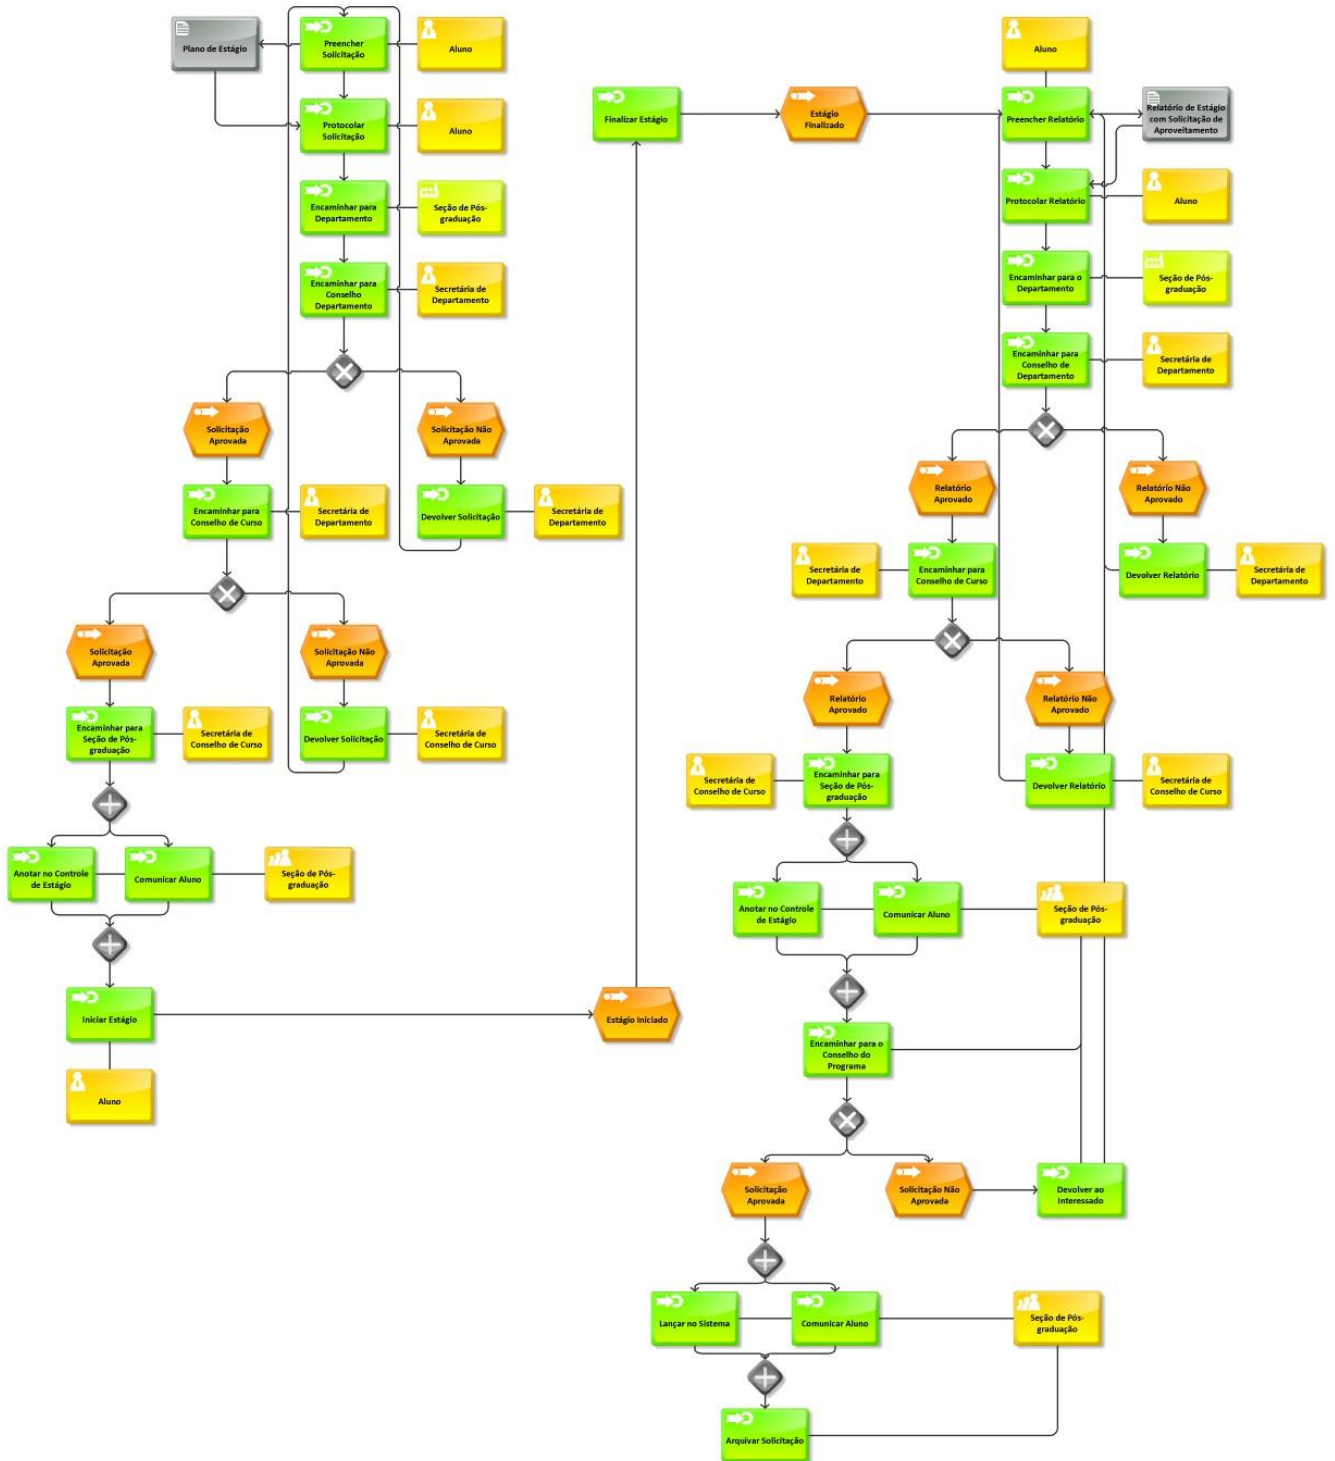 Plano de Estágio
Preencher
Solicitação
Aluno
Protocolar
Solicitação
Aluno
Encaminhar para
Departamento
Seção de Pós-
graduação
Encaminhar para
Conselho
Departamento
Secretária de
Departamento
Solicitação
Aprovada
Solicitação Não
Aprovada
Encaminhar para
Conselho de Curso
Secretária de
Departamento
Devolver Solicitação
Secretária de
Departamento
Solicitação
Aprovada
Solicitação Não
Aprovada
Encaminhar para
Seção de Pós-
graduação
Secretária de
Conselho de Curso
Devolver Solicitação
Secretária de
Conselho de Curso
Anotar no Controle
de Estágio
Comunicar Aluno
Seção de Pós-
graduação
Iniciar Estágio
Aluno
Estágio Iniciado
Finalizar Estágio
Estágio
Finalizado
Aluno
Preencher Relatório
Relatório de Estágio
com Solicitação de
Aproveitamento
Protocolar Relatório
Aluno
Encaminhar para o
Departamento
Seção de Pós-
graduação
Encaminhar para
Conselho de
Departamento
Secretária de
Departamento
Relatório
Aprovado
Relatório Não
Aprovado
Secretária de
Departamento
Encaminhar para
Conselho de Curso
Devolver Relatório
Secretária de
Departamento
Relatório
Aprovado
Relatório Não
Aprovado
Secretária de
Conselho de Curso
Encaminhar para
Seção de Pós-
graduação
Devolver Relatório
Secretária de
Conselho de Curso
Anotar no Controle
de Estágio
Comunicar Aluno
Seção de Pós-
graduação
Encaminhar para o
Conselho do
Programa
Solicitação
Aprovada
Solicitação Não
Aprovada
Devolver ao
Interessado
Lançar no Sistema
Comunicar Aluno
Seção de Pós-
graduação
Arquivar Solicitação